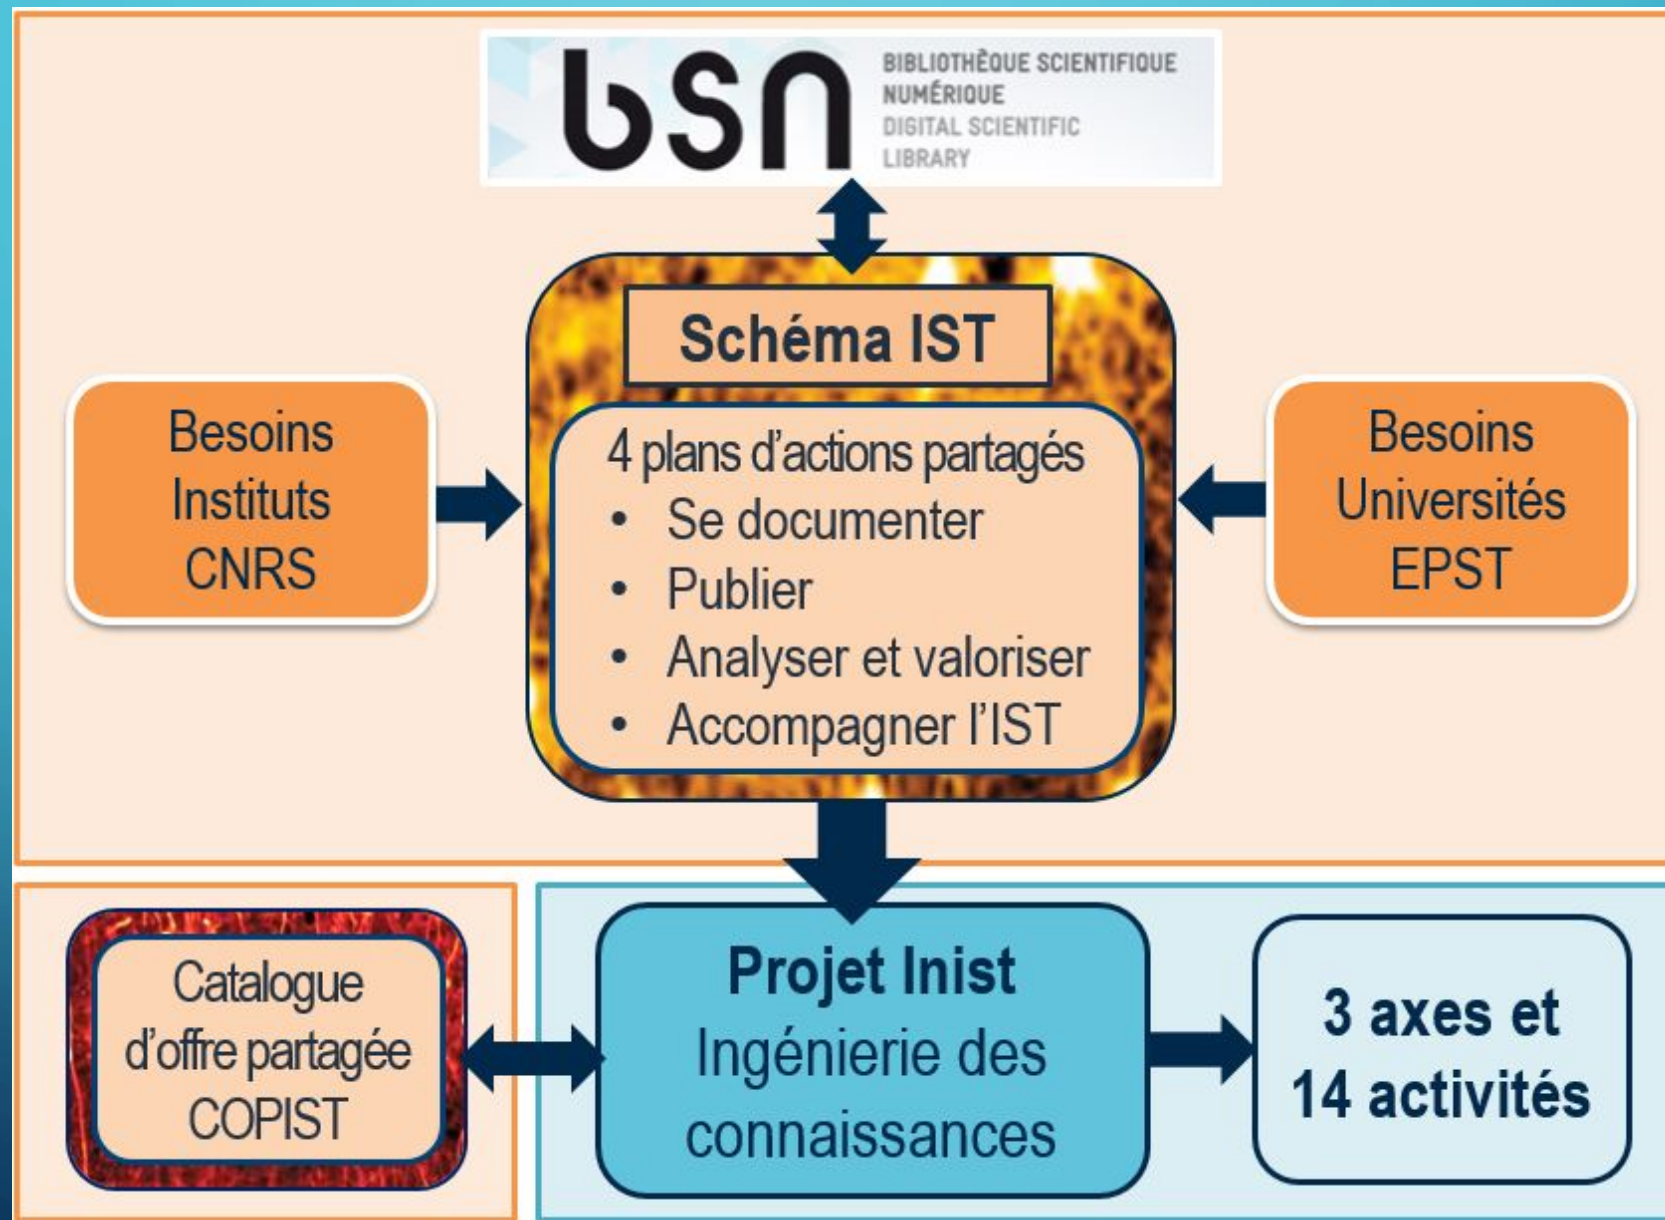 bsn
BIBLIOTHÈQUE SCIENTIFIQUE
NUMÉRIQUE
DIGITAL SCIENTIFIC
LIBRARY
Schéma IST
4 plans d'actions partagés
• Se documenter
• Publier
• Analyser et valoriser
• Accompagner l'IST
Besoins
Instituts
CNRS
Besoins
Universités
EPST
Catalogue
d'offre partagée
COPIST
Projet Inist
Ingénierie des
connaissances
3 axes et
14 activités